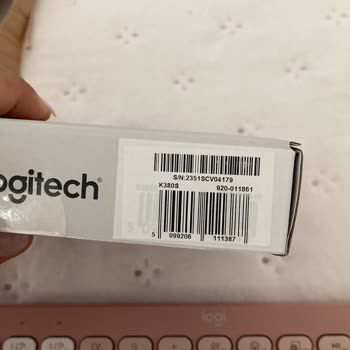 S/N:2351SCV04179
K380S 920-011861
ogitech®
5 099206 111387
logi